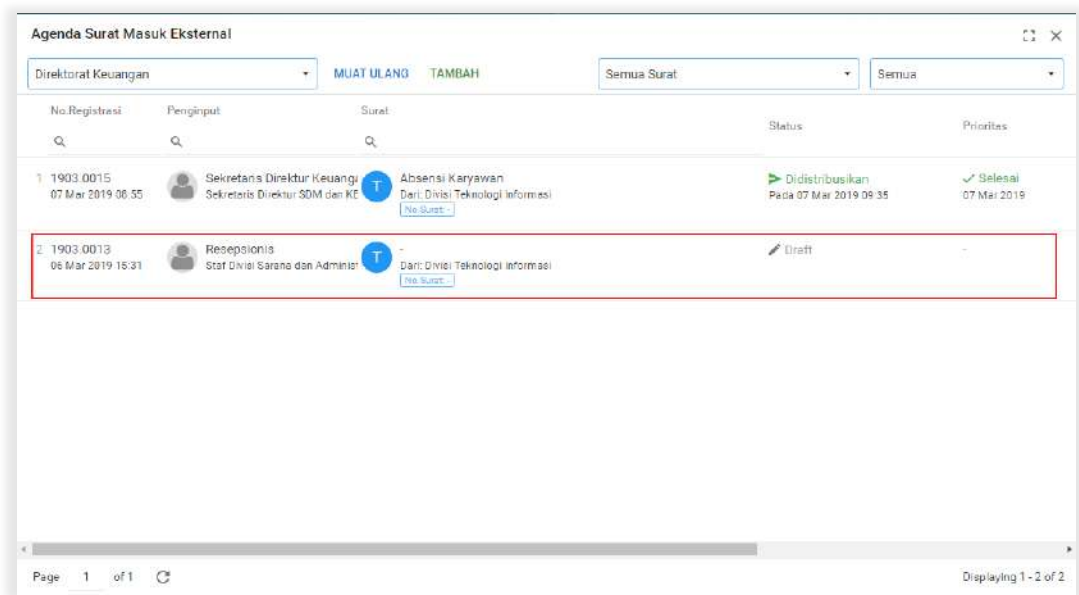 Agenda Surat Masuk Eksternal
Direktorat Keuangan
MUAT ULANG
TAMBAH
Semua Surat
Semua
No.Registrasi
Penginput
Surat
Status
Prioritas
1 1903.0015
07 Mar 2019 08:55
Sekretaris Direktur Keuanga
Sekretaris Direktur SDM dan KE
T
Absensi Karyawan
Dari: Divisi Teknologi Informasi
No Surat: -
Didistribusikan
Pada 07 Mar 2019 09:35
Selesai
07 Mar 2019
2 1903.0013
06 Mar 2019 15:31
Resepsionis
Staf Divisi Sarana dan Administ
T
-
Dari: Divisi Teknologi Informasi
No Surat: -
Draft
-
Page 1 of 1
Displaying 1 - 2 of 2